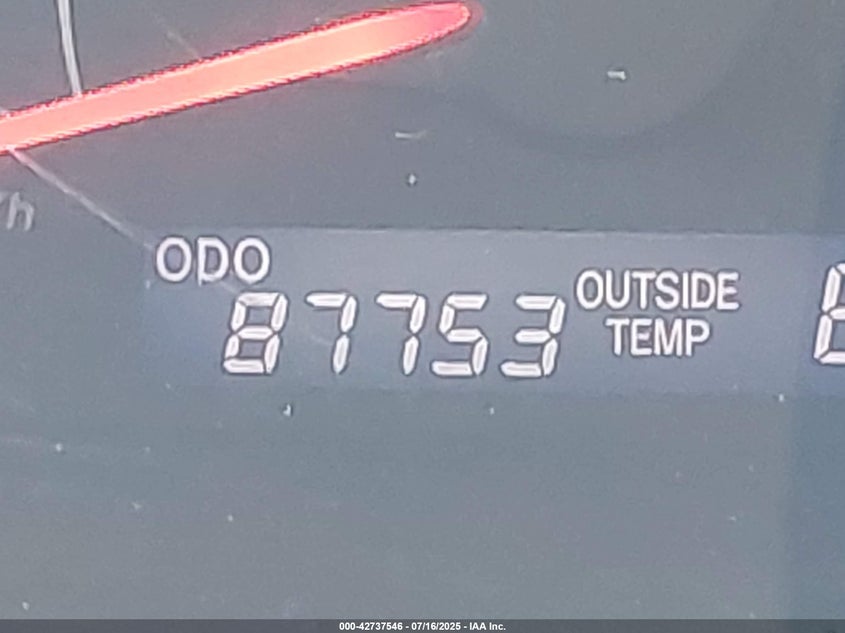 ODO
87753
OUTSIDE
TEMP
000-42737546 - 07/16/2025 - IAA Inc.